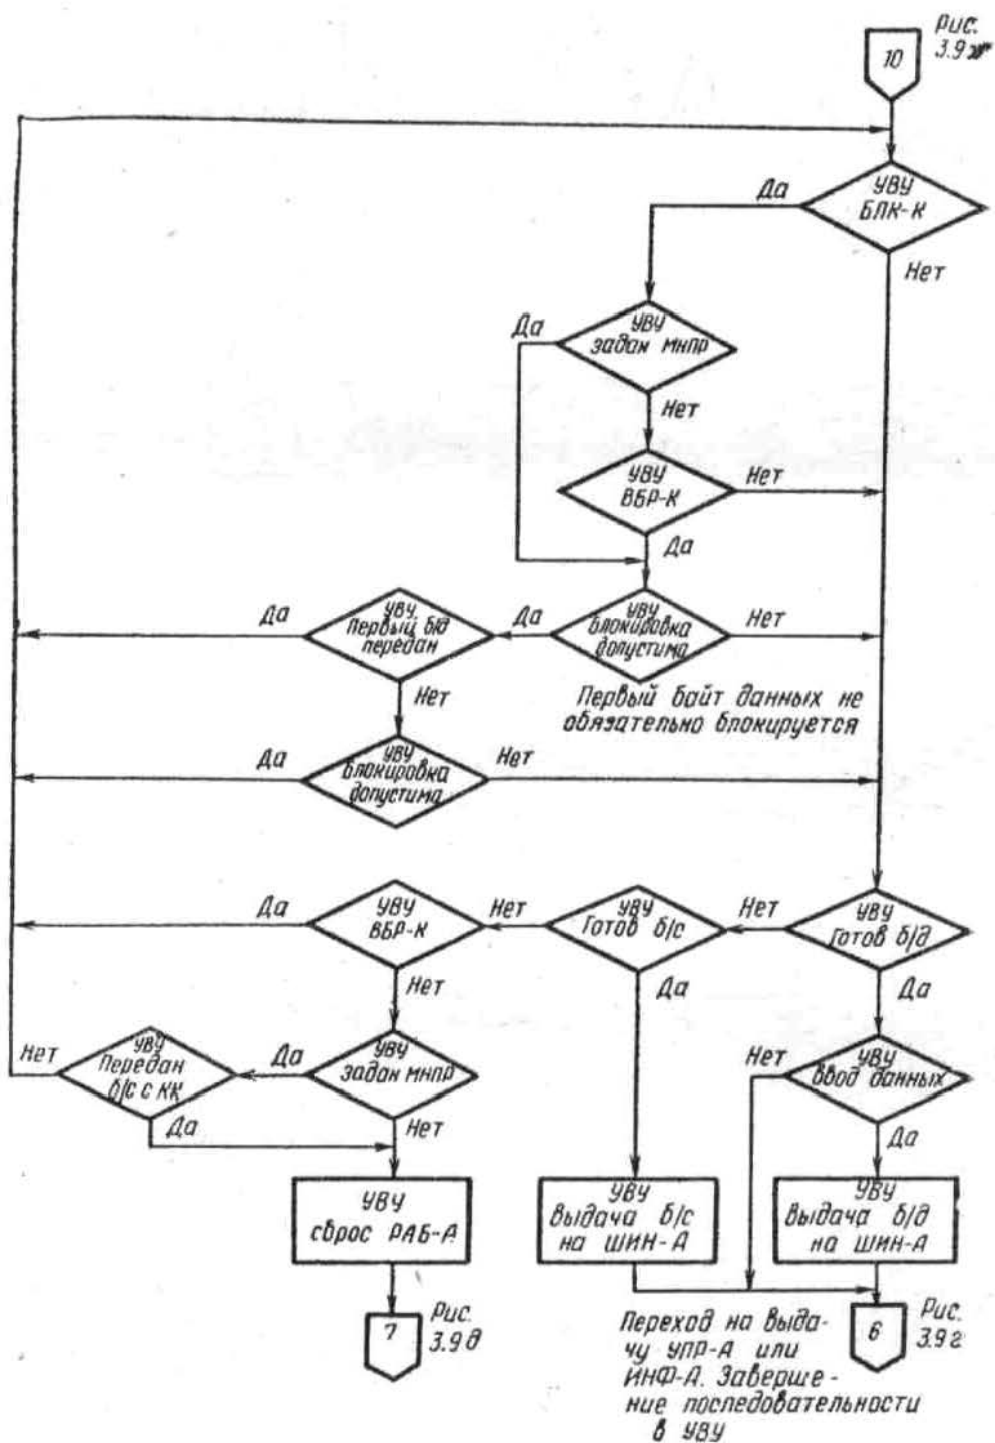 Рис.
3.9ж
10
УВУ
БЛК-К
Да
Нет
УВУ
задан МНПР
Да
Нет
УВУ
ВБР-К
Нет
Да
УВУ
Первый б/д
передан
Да
Нет
УВУ
Блокировка
допустима
Да
Нет
Первый байт данных не
обязательно блокируется
УВУ
Блокировка
допустима
Да
Нет
УВУ
ВБР-К
Да
Нет
УВУ
Готов б/с
Нет
Да
УВУ
Готов б/д
Нет
Да
УВУ
Передан
б/с с КК
Нет
Да
УВУ
задан МНПР
Да
Нет
УВУ
Ввод данных
Нет
Да
УВУ
сброс РАБ-А
УВУ
выдача б/с
на ШИН-А
УВУ
выдача б/д
на ШИН-А
7
Рис.
3.9д
Переход на выда-
чу УПР-А или
ИНФ-А. Заверше-
ние последовательности
в УВУ
6
Рис.
3.9г